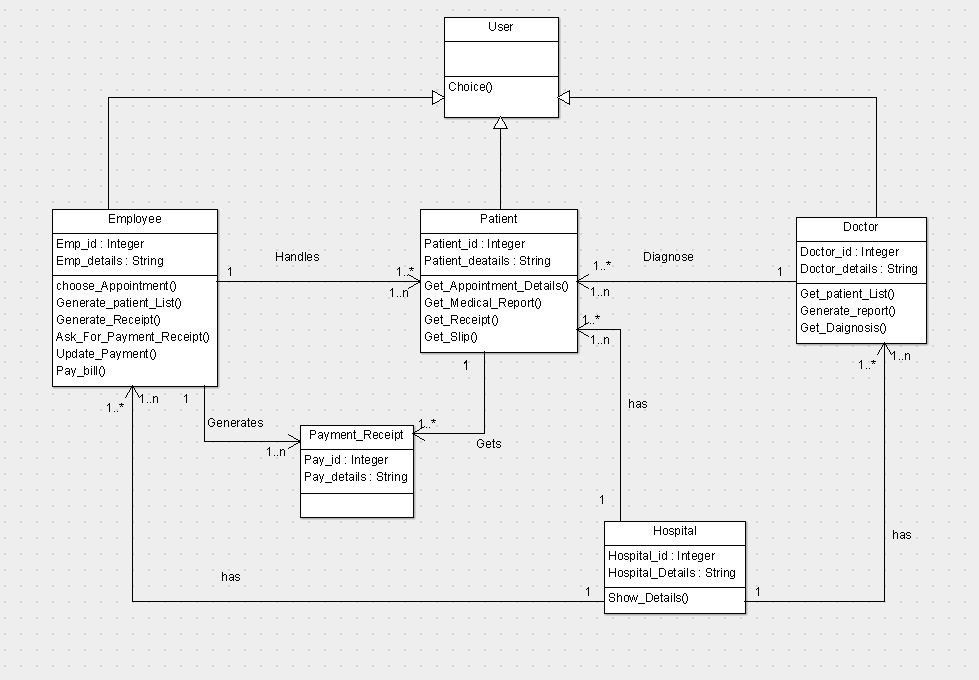 User
Choice()
Employee
Emp_id : Integer
Emp_details : String
choose_Appointment()
Generate_patient_List()
Generate_Receipt()
Ask_For_Payment_Receipt()
Update_Payment()
Pay_bill()
1
Handles
1..*
1..n
Patient
Patient_id : Integer
Patient_deatails : String
Get_Appointment_Details()
Get_Medical_Report()
Get_Receipt()
Get_Slip()
1..*
1..n
Diagnose
1
Doctor
Doctor_id : Integer
Doctor_details : String
Get_patient_List()
Generate_report()
Get_Daignosis()
1..*
1..n
has
1
1..*
1..n
1..*
1..n
1
Generates
1..n
1
1..*
Gets
Payment_Receipt
Pay_id : Integer
Pay_details : String
Hospital
Hospital_id : Integer
Hospital_Details : String
Show_Details()
has
1
1
has